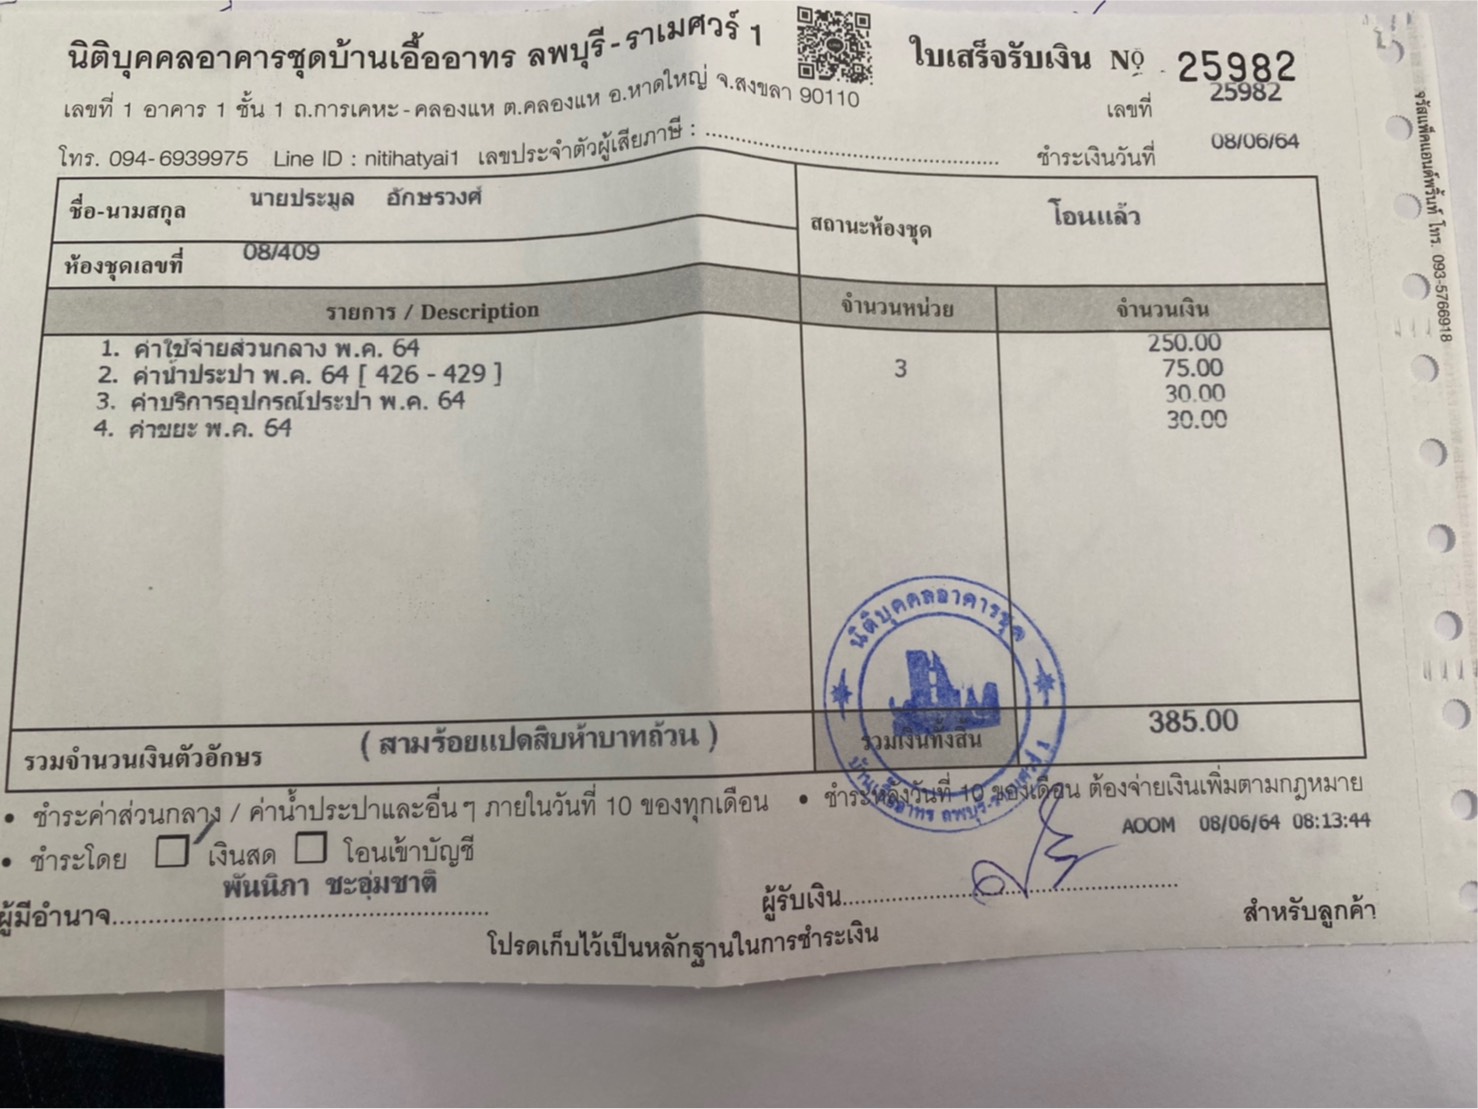 นิติบุคคลอาคารชุดบ้านเอื้ออาทร ลพบุรี-ราเมศวร์ 1
ใบเสร็จรับเงิน № 25982
เลขที่ 1 อาคาร 1 ชั้น 1 ถ.การเคหะ-คลองแห ต.คลองแห อ.หาดใหญ่ จ.สงขลา 90110
เลขที่ 25982
โทร. 094-6939975 Line ID : nitihatyai1 เลขประจำตัวผู้เสียภาษี :
ชำระเงินวันที่ 08/06/64
ชื่อ-นามสกุล นายประมูล อักษรวงศ์
สถานะห้องชุด โอนแล้ว
ห้องชุดเลขที่ 08/409
รายการ / Description จำนวนหน่วย จำนวนเงิน
1. ค่าใช้จ่ายส่วนกลาง พ.ค. 64 250.00
2. ค่าน้ำประปา พ.ค. 64 [ 426 - 429 ] 3 75.00
3. ค่าบริการอุปกรณ์ประปา พ.ค. 64 30.00
4. ค่าขยะ พ.ค. 64 30.00
นิติบุคคลอาคารชุด
บ้านเอื้ออาทร ลพบุรี-ราเมศวร์ 1
รวมจำนวนเงินตัวอักษร ( สามร้อยแปดสิบห้าบาทถ้วน ) รวมเงินทั้งสิ้น 385.00
• ชำระค่าส่วนกลาง / ค่าน้ำประปาและอื่นๆ ภายในวันที่ 10 ของทุกเดือน • ชำระหลังวันที่ 10 ของเดือน ต้องจ่ายเงินเพิ่มตามกฎหมาย
AOOM 08/06/64 08:13:44
• ชำระโดย เงินสด โอนเข้าบัญชี
พันนิภา ชะอุ่มชาติ
ผู้มีอำนาจ
ผู้รับเงิน
สำหรับลูกค้า
โปรดเก็บไว้เป็นหลักฐานในการชำระเงิน
จรัสแพ็คแอนด์พริ้นท์ โทร. 093-5766918